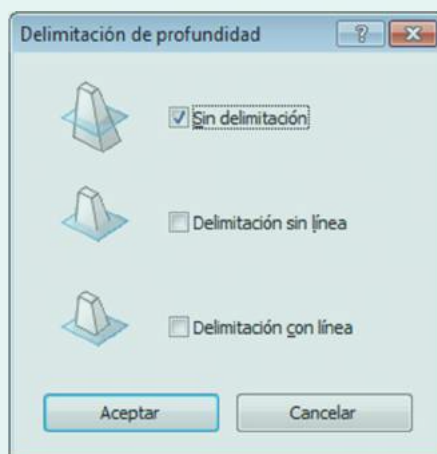 Delimitación de profundidad
Sin delimitación
Delimitación sin línea
Delimitación con línea
Aceptar
Cancelar